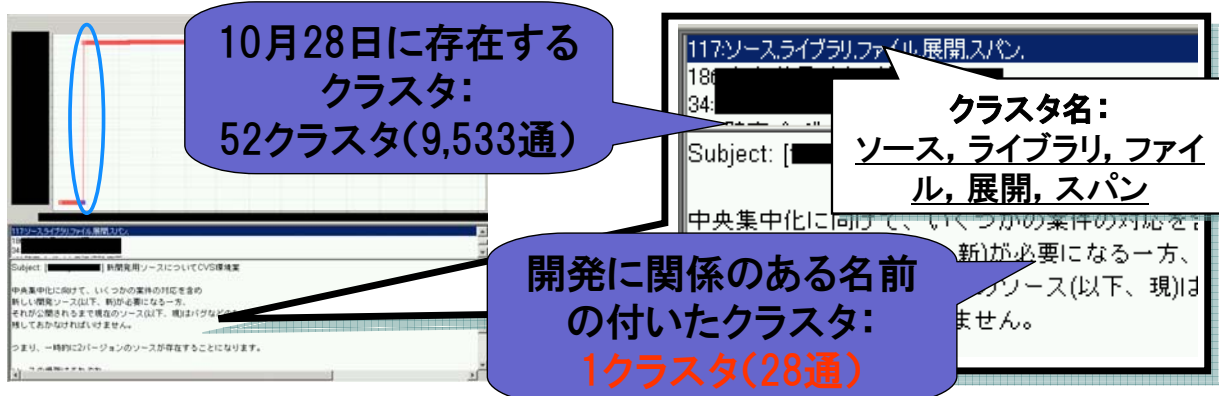 10月28日に存在する
クラスタ：
52クラスタ(9,533通)
117:ソース,ライブラリ,ファイル,展開,スパン,
34:
Subject: [
] 新開発用ソースについてCVS環境業
中央集中化に向けて、いくつかの案件の対応を含め
新しい開発ソース(以下、新)が必要になる一方、
それが公開されるまで現在のソース(以下、現)はバグなど
残しておかなければいけません。
つまり、一時的に2バージョンのソースが存在することになります。
117:ソース,ライブラリ,ファイル,展開,スパン,
186
34:
クラスタ名：
ソース，ライブラリ，ファイ
ル，展開，スパン
Subject: [
中央集中化に向けて、いくつかの案件の対応を
新)が必要になる一方、
のソース(以下、現)は
ません。
開発に関係のある名前
の付いたクラスタ：
1クラスタ(28通)